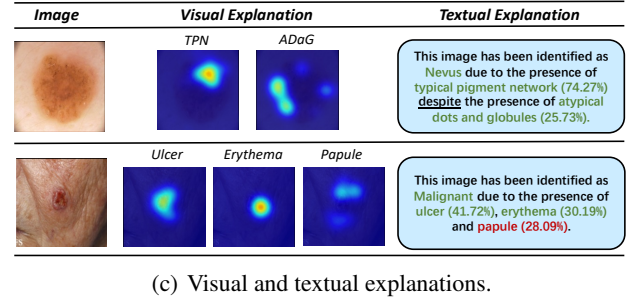 Image Visual Explanation Textual Explanation
TPN ADaG
This image has been identified as
Nevus due to the presence of
typical pigment network (74.27%)
despite the presence of atypical
dots and globules (25.73%).
Ulcer Erythema Papule
This image has been identified as
Malignant due to the presence of
ulcer (41.72%), erythema (30.19%)
and papule (28.09%).
(c) Visual and textual explanations.